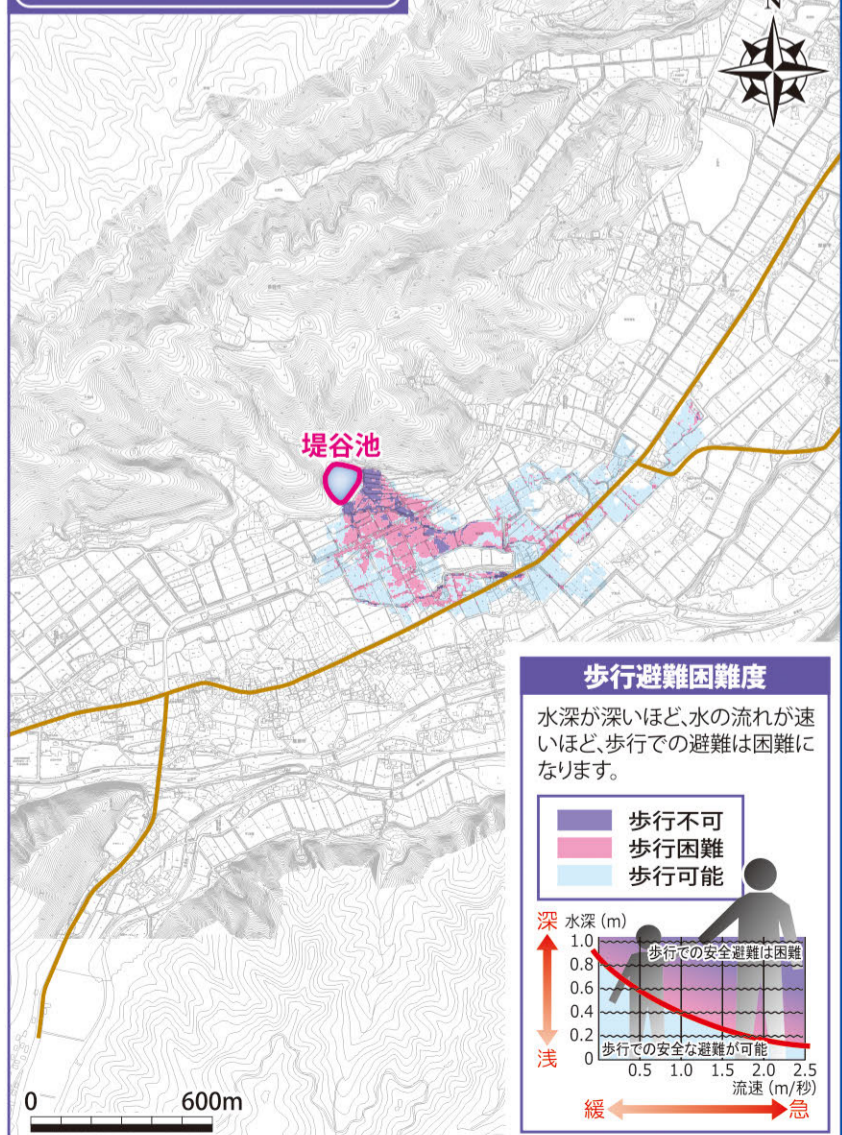 N
堤谷池
歩行避難困難度
水深が深いほど、水の流れが速
いほど、歩行での避難は困難に
なります。
歩行不可
歩行困難
歩行可能
深
水深(m)
1.0
0.8
0.6
0.4
0.2
0
浅
歩行での安全避難は困難
歩行での安全な避難が可能
0.5 1.0 1.5 2.0 2.5
流速(m/秒)
緩 急
0 600m